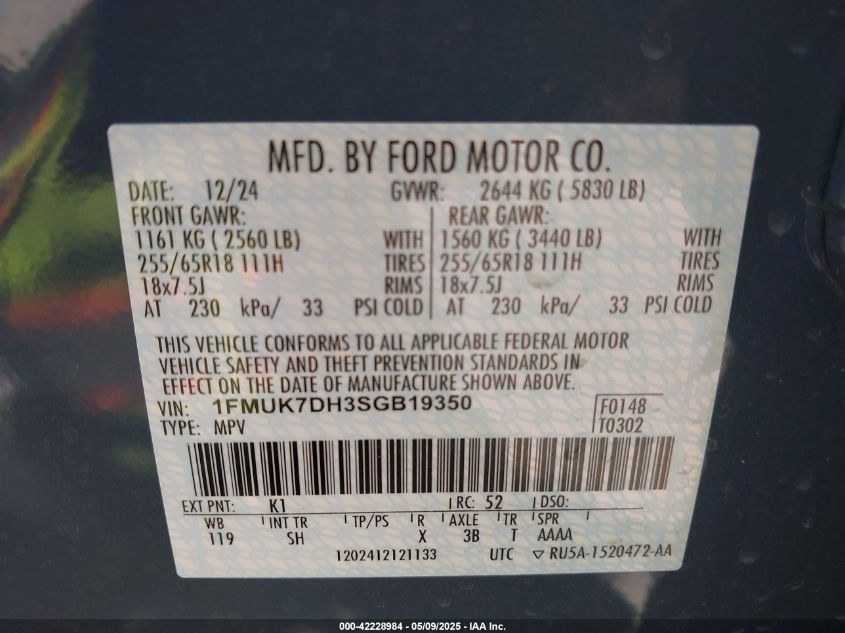 MFD. BY FORD MOTOR CO.
DATE: 12/24 GVWR: 2644 KG ( 5830 LB)
FRONT GAWR: REAR GAWR:
1161 KG ( 2560 LB) WITH 1560 KG ( 3440 LB) WITH
255/65R18 111H TIRES 255/65R18 111H TIRES
18x7.5J RIMS 18x7.5J RIMS
AT 230 kPa/ 33 PSI COLD AT 230 kPa/ 33 PSI COLD
THIS VEHICLE CONFORMS TO ALL APPLICABLE FEDERAL MOTOR
VEHICLE SAFETY AND THEFT PREVENTION STANDARDS IN
EFFECT ON THE DATE OF MANUFACTURE SHOWN ABOVE.
VIN: 1FMUK7DH3SGB19350 F0148
TYPE: MPV T0302
EXT PNT: K1 RC: 52 DSO:
WB INT TR TP/PS R AXLE TR SPR
119 SH X 3B T AAAA
1202412121133 UTC ▽ RU5A-1520472-AA
000-42228984 - 05/09/2025 - IAA Inc.